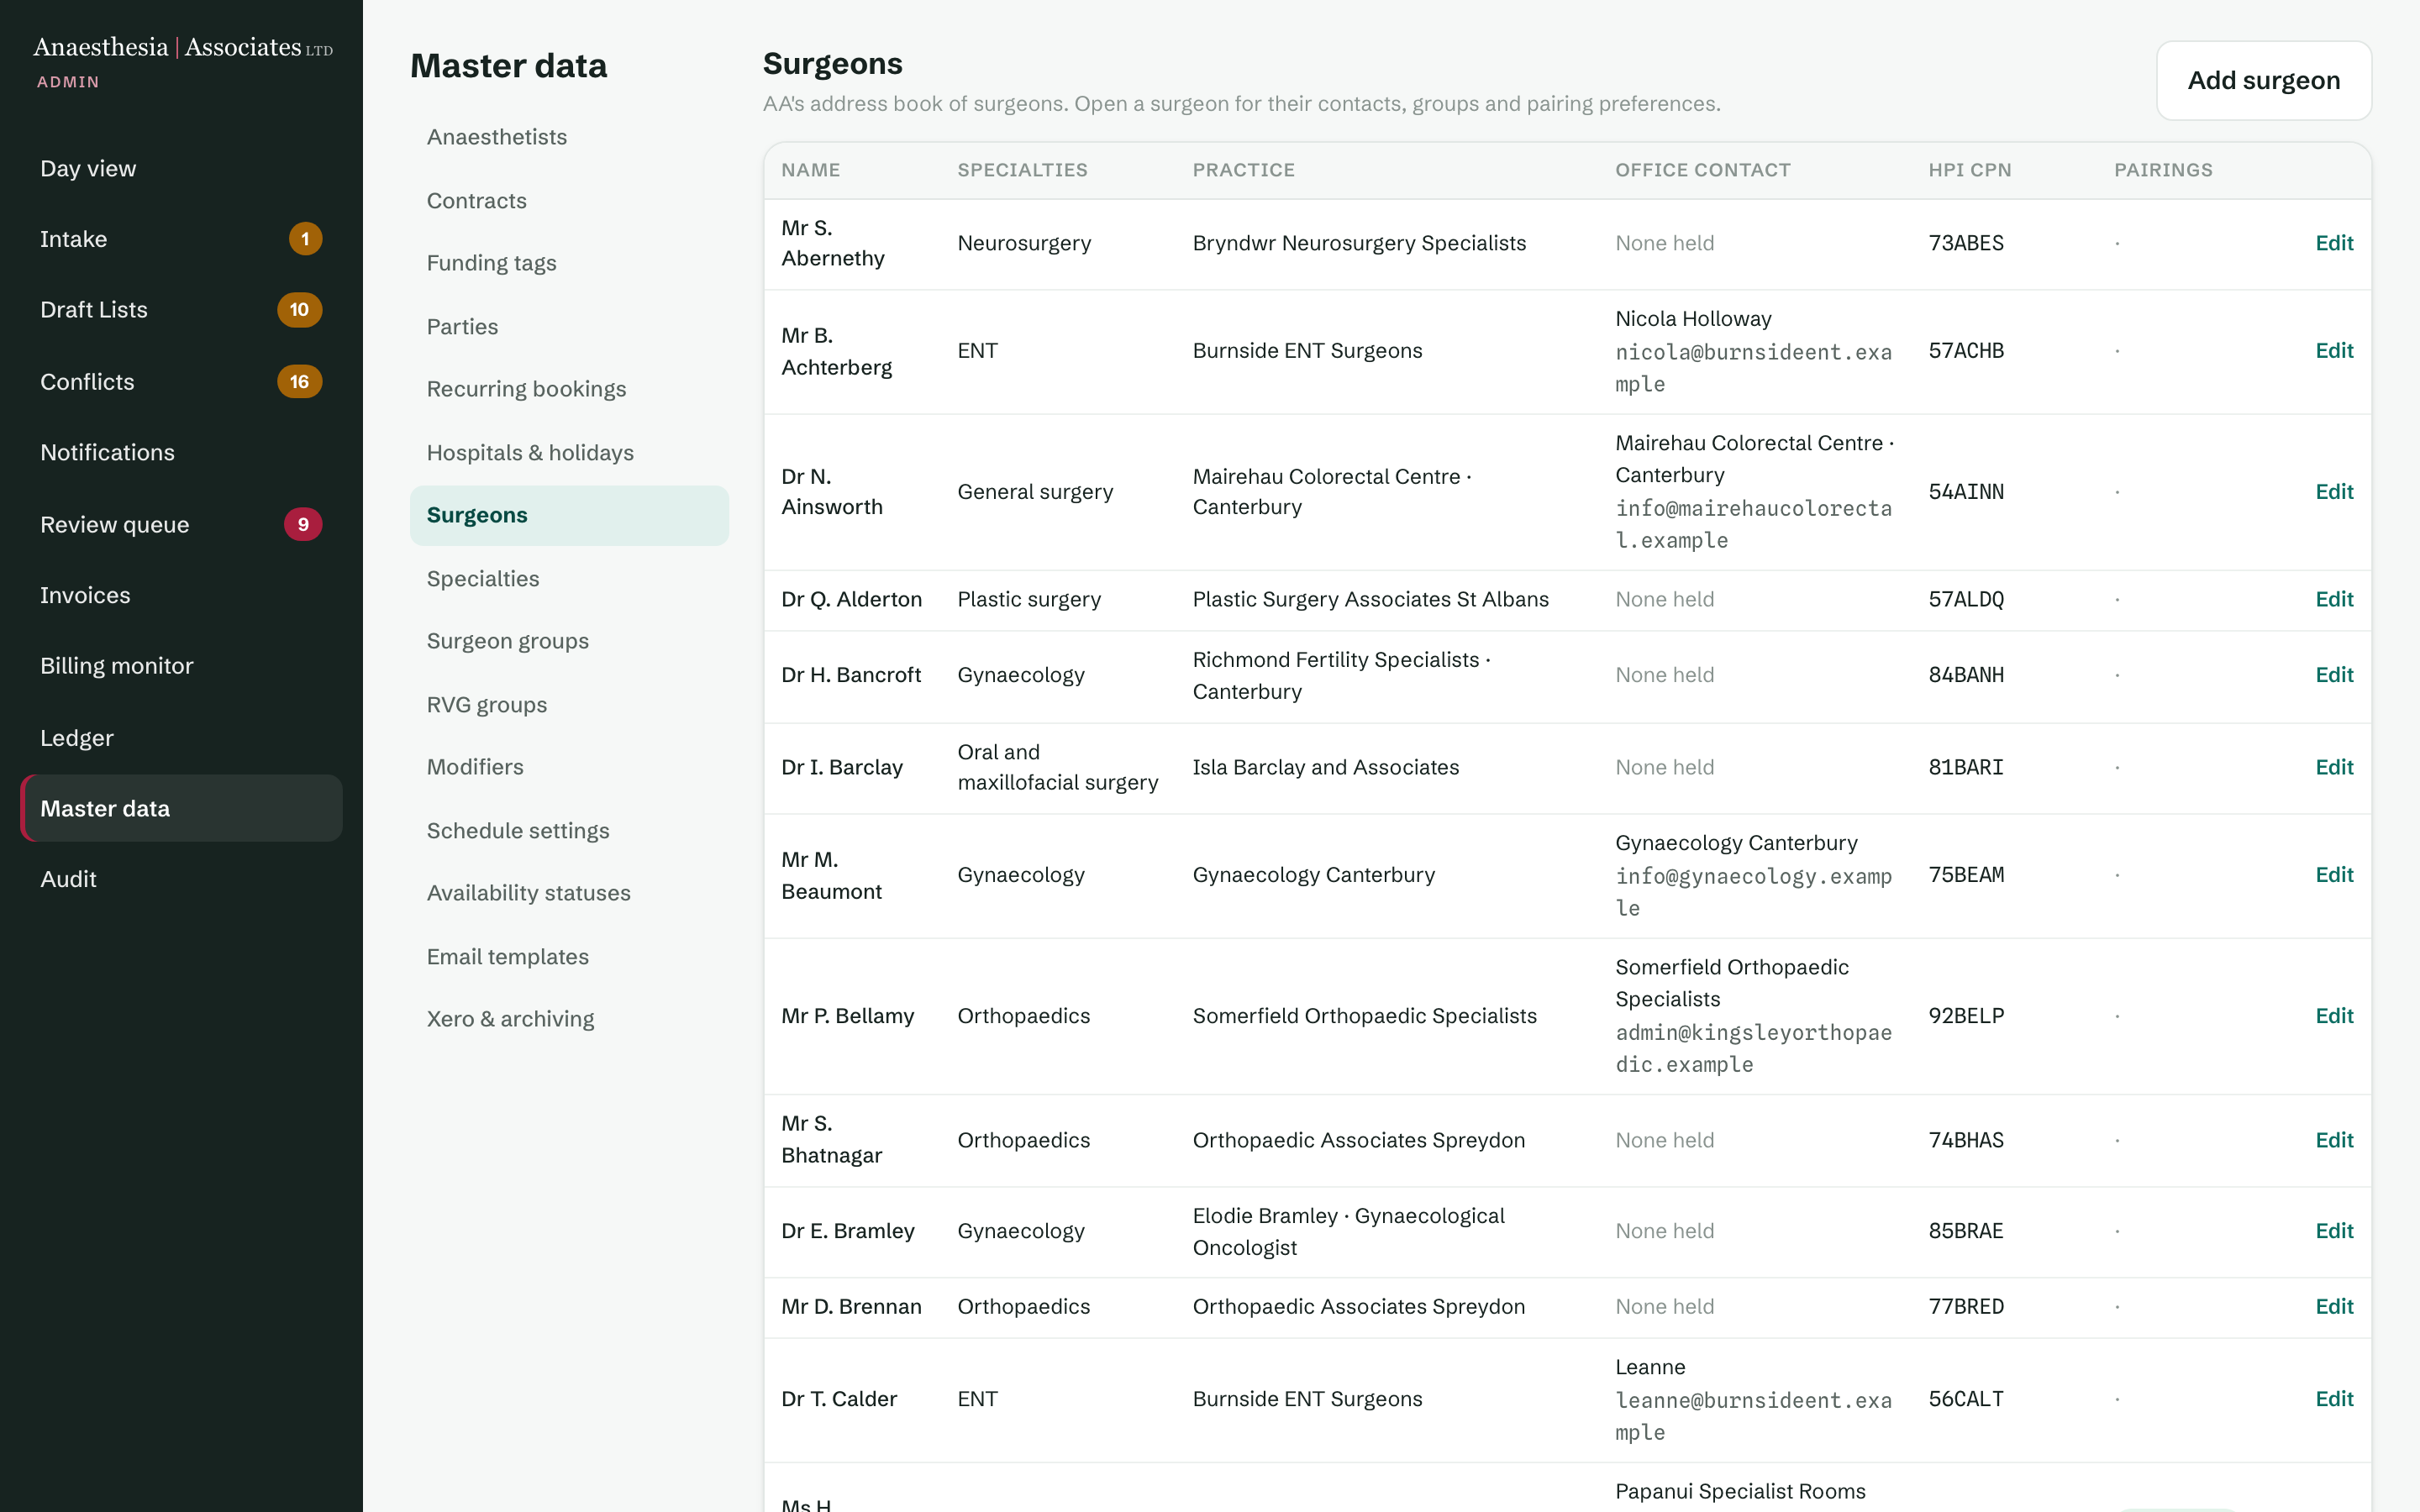 Anaesthesia | Associates LTD
ADMIN
Day view
Intake 1
Draft Lists 10
Conflicts 16
Notifications
Review queue 9
Invoices
Billing monitor
Ledger
Master data
Audit
Master data
Anaesthetists
Contracts
Funding tags
Parties
Recurring bookings
Hospitals & holidays
Surgeons
Specialties
Surgeon groups
RVG groups
Modifiers
Schedule settings
Availability statuses
Email templates
Xero & archiving
Surgeons
AA's address book of surgeons. Open a surgeon for their contacts, groups and pairing preferences.
Add surgeon
NAME SPECIALTIES PRACTICE OFFICE CONTACT HPI CPN PAIRINGS
Mr S.
Abernethy
Neurosurgery
Bryndwr Neurosurgery Specialists
None held
73ABES
·
Edit
Mr B.
Achterberg
ENT
Burnside ENT Surgeons
Nicola Holloway
nicola@burnsideent.exa
mple
57ACHB
·
Edit
Dr N.
Ainsworth
General surgery
Mairehau Colorectal Centre ·
Canterbury
Mairehau Colorectal Centre ·
Canterbury
info@mairehaucolorecta
l.example
54AINN
·
Edit
Dr Q. Alderton
Plastic surgery
Plastic Surgery Associates St Albans
None held
57ALDQ
·
Edit
Dr H. Bancroft
Gynaecology
Richmond Fertility Specialists ·
Canterbury
None held
84BANH
·
Edit
Dr I. Barclay
Oral and
maxillofacial surgery
Isla Barclay and Associates
None held
81BARI
·
Edit
Mr M.
Beaumont
Gynaecology
Gynaecology Canterbury
Gynaecology Canterbury
info@gynaecology.examp
le
75BEAM
·
Edit
Mr P. Bellamy
Orthopaedics
Somerfield Orthopaedic Specialists
Somerfield Orthopaedic
Specialists
admin@kingsleyorthopae
dic.example
92BELP
·
Edit
Mr S.
Bhatnagar
Orthopaedics
Orthopaedic Associates Spreydon
None held
74BHAS
·
Edit
Dr E. Bramley
Gynaecology
Elodie Bramley · Gynaecological
Oncologist
None held
85BRAE
·
Edit
Mr D. Brennan
Orthopaedics
Orthopaedic Associates Spreydon
None held
77BRED
·
Edit
Dr T. Calder
ENT
Burnside ENT Surgeons
Leanne
leanne@burnsideent.exa
mple
56CALT
·
Edit
Ms H.
Papanui Specialist Rooms